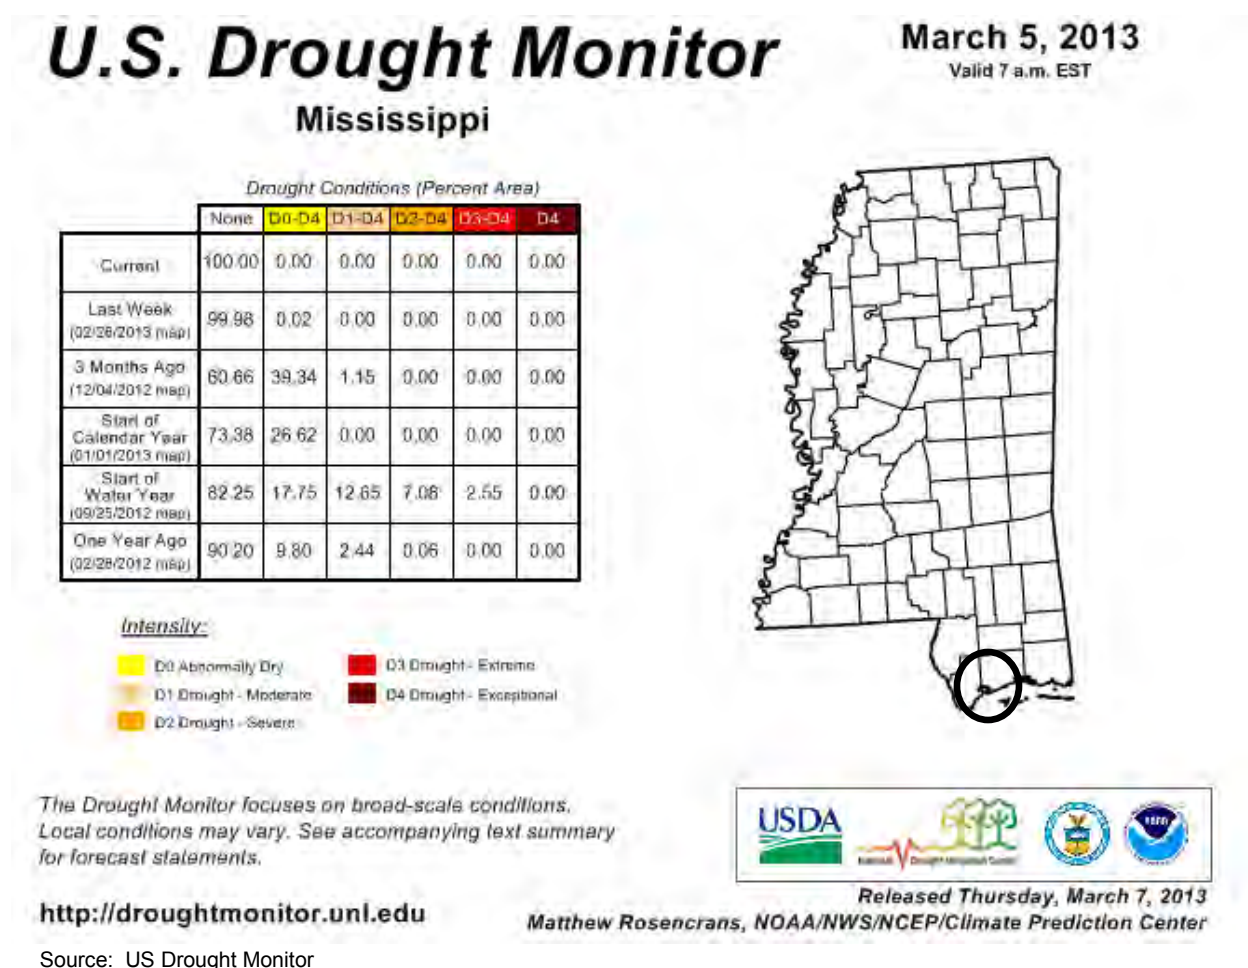 U.S. Drought Monitor
Mississippi
March 5, 2013
Valid 7 a.m. EST
Drought Conditions (Percent Area)
None D0-D4 D1-D4 D2-D4 D3-D4 D4
Current 100.00 0.00 0.00 0.00 0.00 0.00
Last Week
(02/26/2013 map) 99.98 0.02 0.00 0.00 0.00 0.00
3 Months Ago
(12/04/2012 map) 60.66 39.34 1.15 0.00 0.00 0.00
Start of
Calendar Year
(01/01/2013 map) 73.38 26.62 0.00 0.00 0.00 0.00
Start of
Water Year
(09/25/2012 map) 82.25 17.75 12.65 7.08 2.55 0.00
One Year Ago
(02/28/2012 map) 90.20 9.80 2.44 0.06 0.00 0.00
Intensity:
D0 Abnormally Dry
D1 Drought - Moderate
D2 Drought - Severe
D3 Drought - Extreme
D4 Drought - Exceptional
The Drought Monitor focuses on broad-scale conditions.
Local conditions may vary. See accompanying text summary
for forecast statements.
http://droughtmonitor.unl.edu
USDA
National Drought Mitigation Center
Released Thursday, March 7, 2013
Matthew Rosencrans, NOAA/NWS/NCEP/Climate Prediction Center
Source: US Drought Monitor